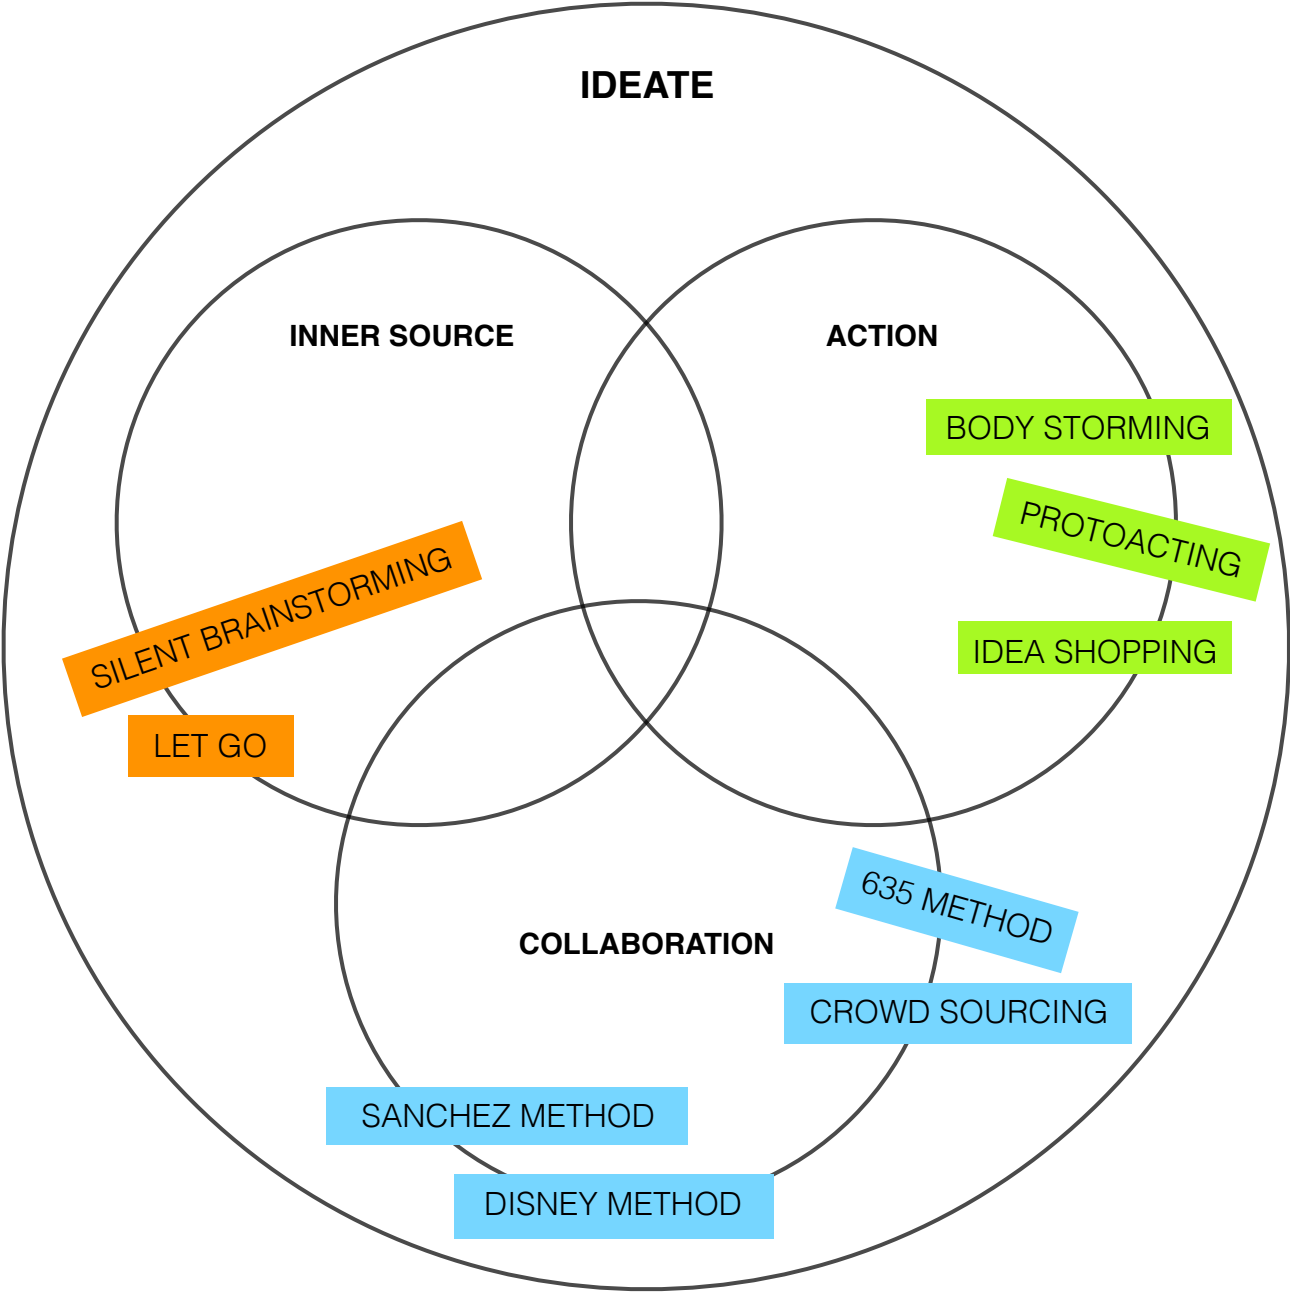 IDEATE
INNER SOURCE
ACTION
BODY STORMING
PROTOACTING
IDEA SHOPPING
SILENT BRAINSTORMING
LET GO
635 METHOD
COLLABORATION
CROWD SOURCING
SANCHEZ METHOD
DISNEY METHOD